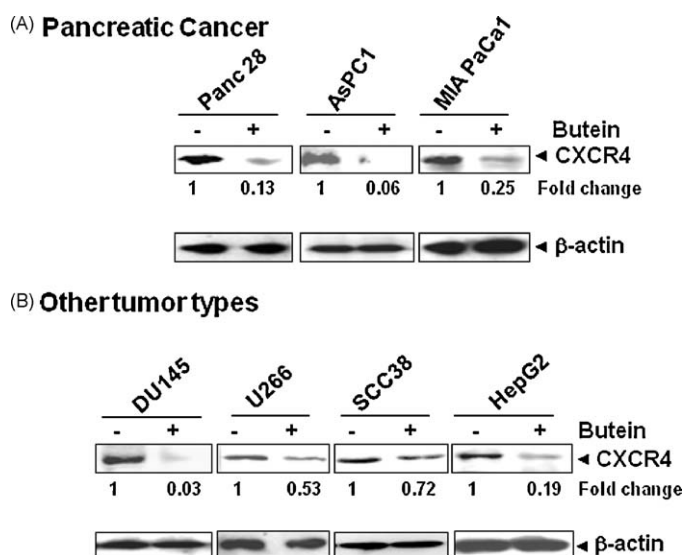 (A) Pancreatic Cancer
Panc 28 AsPC1 MIA PaCa1
- + - + - + Butein
◄ CXCR4
1 0.13 1 0.06 1 0.25 Fold change
◄ β-actin
(B) Other tumor types
DU145 U266 SCC38 HepG2
- + - + - + - + Butein
◄ CXCR4
1 0.03 1 0.53 1 0.72 1 0.19 Fold change
◄ β-actin